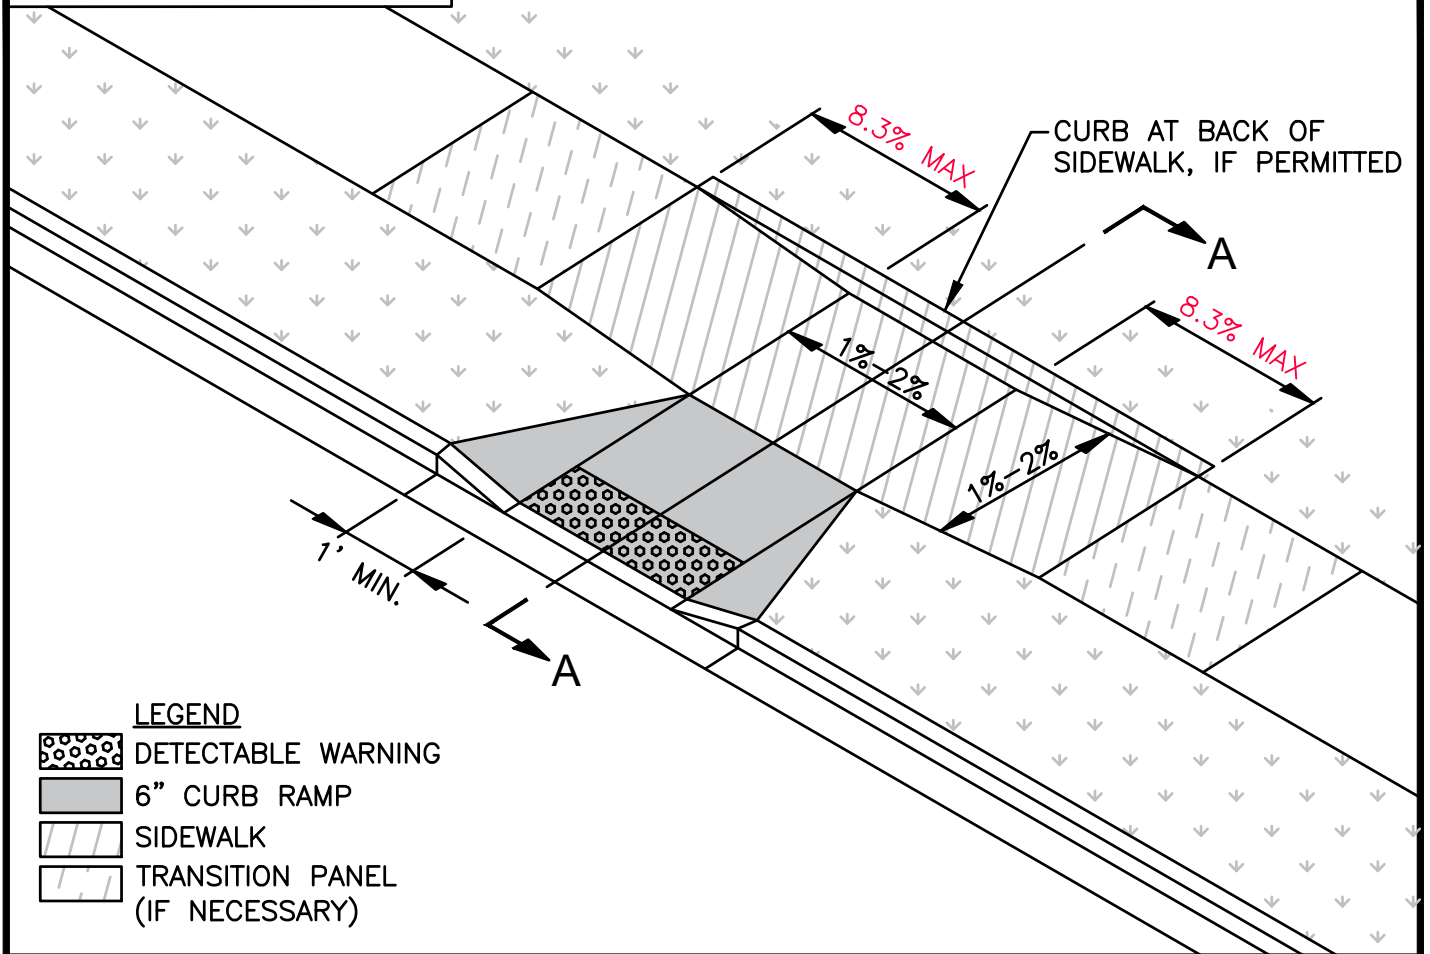 8.3% MAX
CURB AT BACK OF
SIDEWALK, IF PERMITTED
A
8.3% MAX
1%-2%
1%-2%
1' MIN.
A
LEGEND
DETECTABLE WARNING
6" CURB RAMP
SIDEWALK
TRANSITION PANEL
(IF NECESSARY)